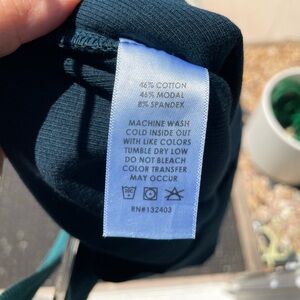 46% COTTON
46% MODAL
8% SPANDEX
MACHINE WASH
COLD INSIDE OUT
WITH LIKE COLORS
TUMBLE DRY LOW
DO NOT BLEACH
COLOR TRANSFER
MAY OCCUR
RN#132403